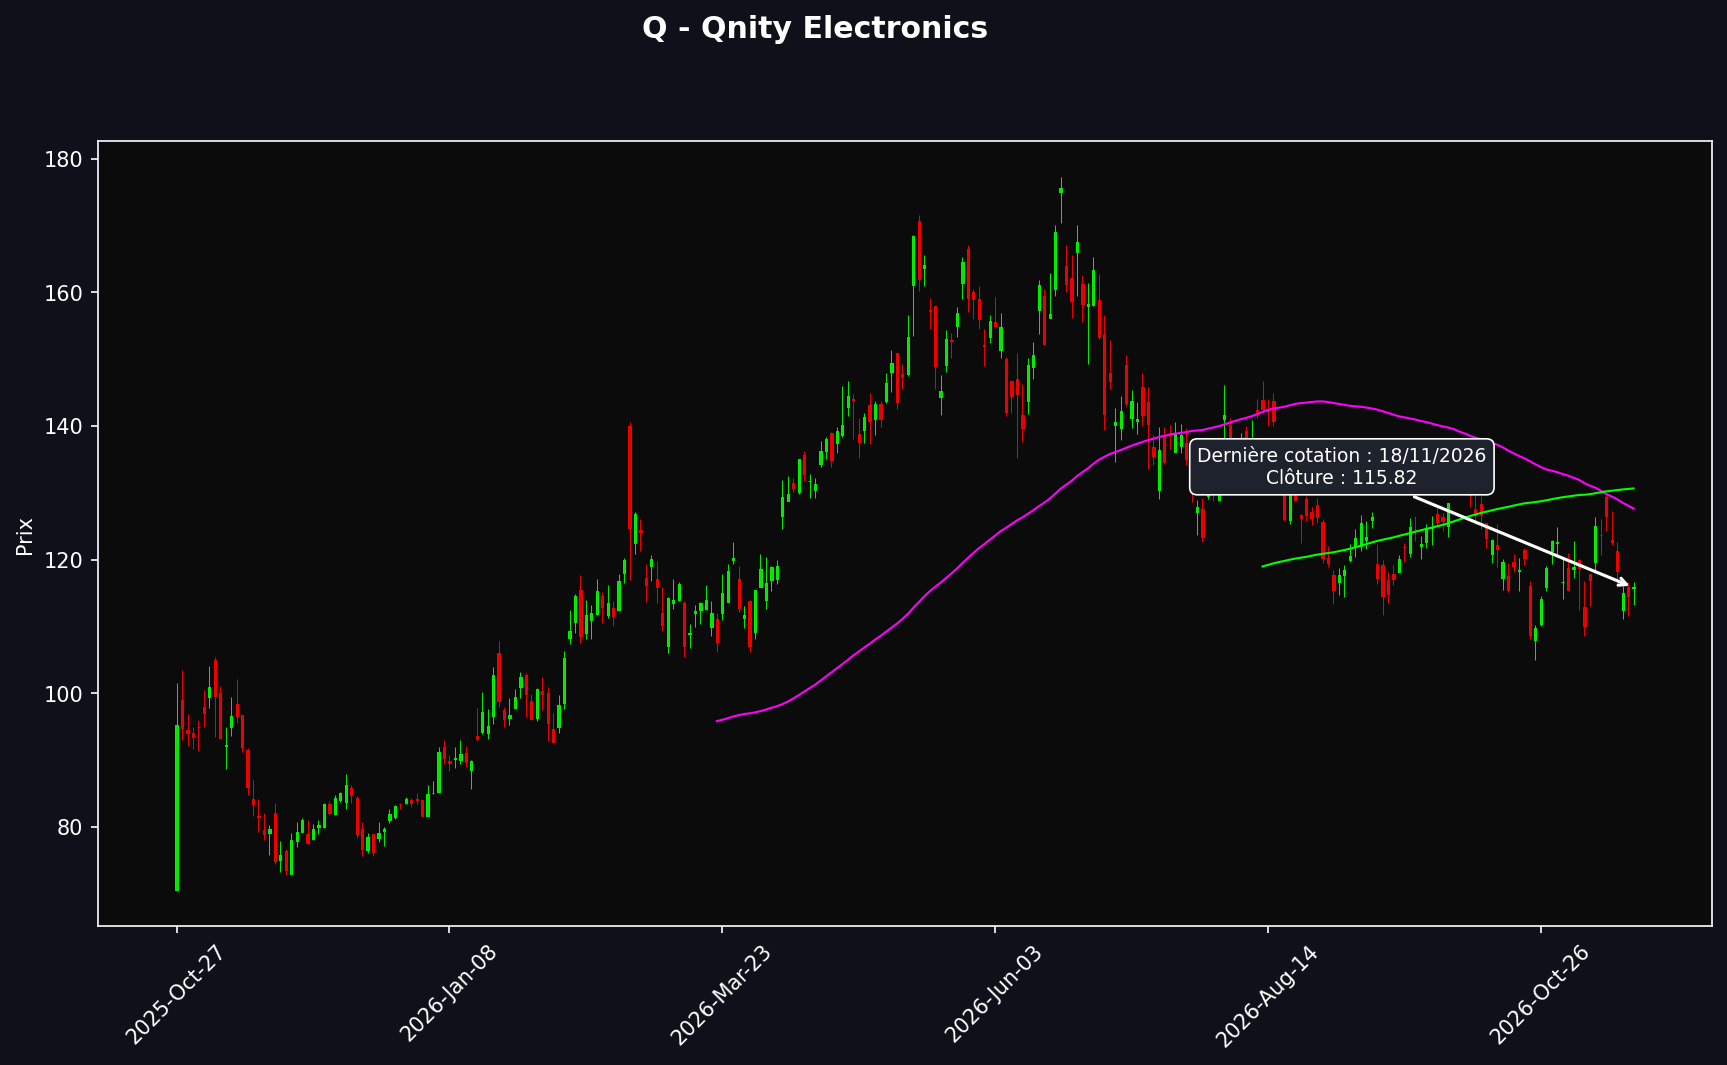 Q - Qnity Electronics
180
160
140
120
100
80
Prix
Dernière cotation : 18/11/2026
Clôture : 115.82
2025-Oct-27
2026-Jan-08
2026-Mar-23
2026-Jun-03
2026-Aug-14
2026-Oct-26